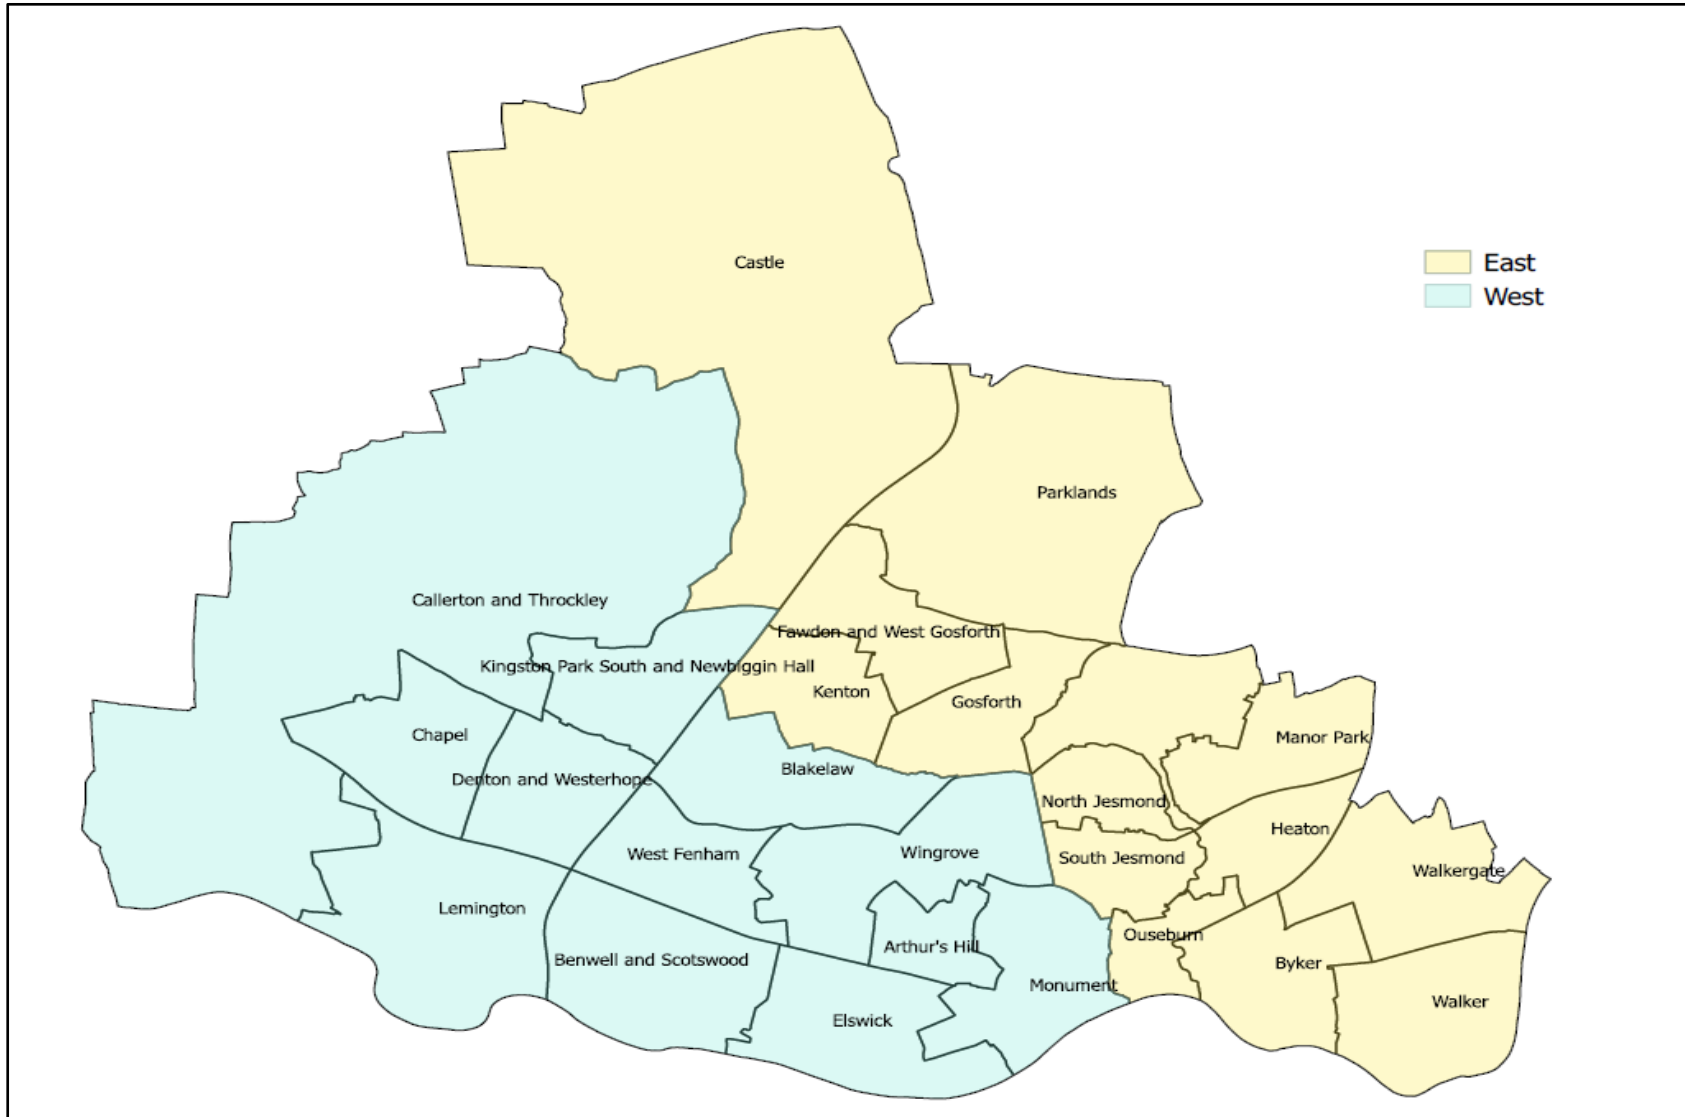 Castle
East
West
Parklands
Callerton and Throckley
Fawdon and West Gosforth
Kingston Park South and Newbiggin Hall
Kenton
Gosforth
Chapel
Manor Park
Blakelaw
Denton and Westerhope
North Jesmond
Heaton
West Fenham
Wingrove
South Jesmond
Walkergate
Lemington
Ouseburn
Arthur's Hill
Benwell and Scotswood
Byker
Monument
Walker
Elswick